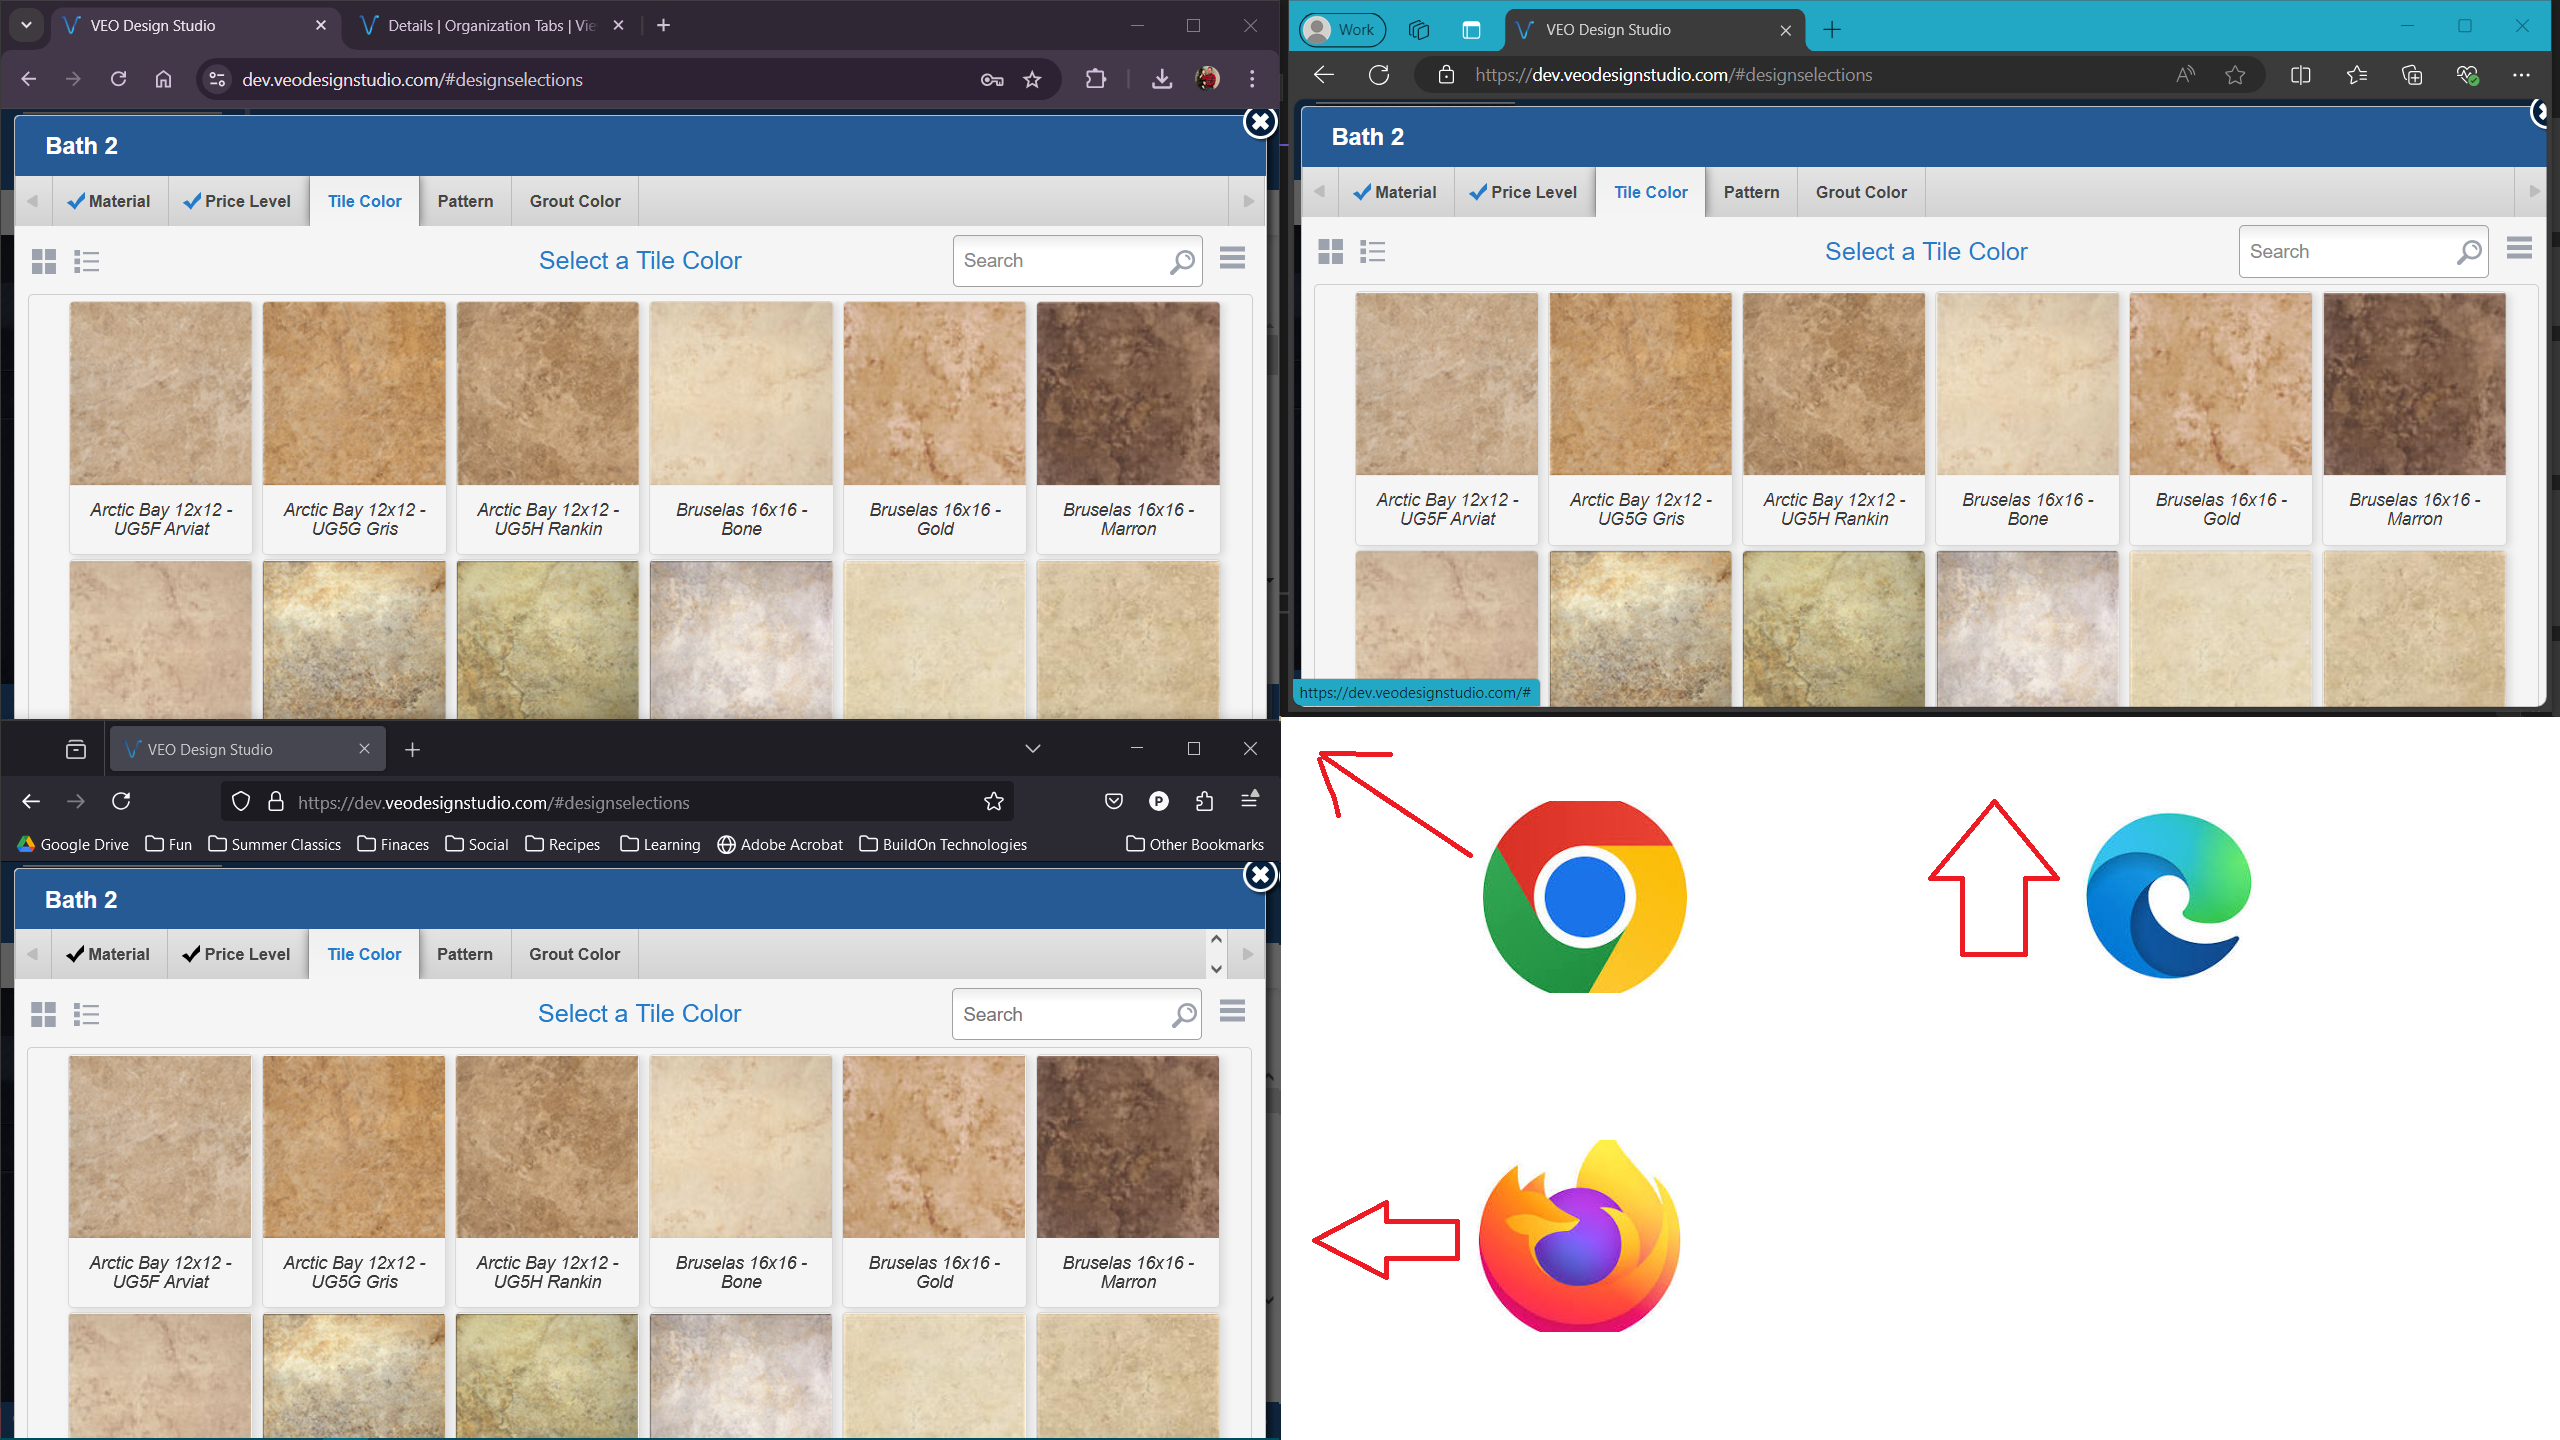 VEO Design Studio
Details | Organization Tabs | Vie
dev.veodesignstudio.com/#designselections
Bath 2
Material
Price Level
Tile Color
Pattern
Grout Color
Select a Tile Color
Search
Arctic Bay 12x12 -
UG5F Arviat
Arctic Bay 12x12 -
UG5G Gris
Arctic Bay 12x12 -
UG5H Rankin
Bruselas 16x16 -
Bone
Bruselas 16x16 -
Gold
Bruselas 16x16 -
Marron
Work
VEO Design Studio
https://dev.veodesignstudio.com/#designselections
Bath 2
Material
Price Level
Tile Color
Pattern
Grout Color
Select a Tile Color
Search
Arctic Bay 12x12 -
UG5F Arviat
Arctic Bay 12x12 -
UG5G Gris
Arctic Bay 12x12 -
UG5H Rankin
Bruselas 16x16 -
Bone
Bruselas 16x16 -
Gold
Bruselas 16x16 -
Marron
https://dev.veodesignstudio.com/#
VEO Design Studio
https://dev.veodesignstudio.com/#designselections
Google Drive
Fun
Summer Classics
Finaces
Social
Recipes
Learning
Adobe Acrobat
BuildOn Technologies
Other Bookmarks
Bath 2
Material
Price Level
Tile Color
Pattern
Grout Color
Select a Tile Color
Search
Arctic Bay 12x12 -
UG5F Arviat
Arctic Bay 12x12 -
UG5G Gris
Arctic Bay 12x12 -
UG5H Rankin
Bruselas 16x16 -
Bone
Bruselas 16x16 -
Gold
Bruselas 16x16 -
Marron